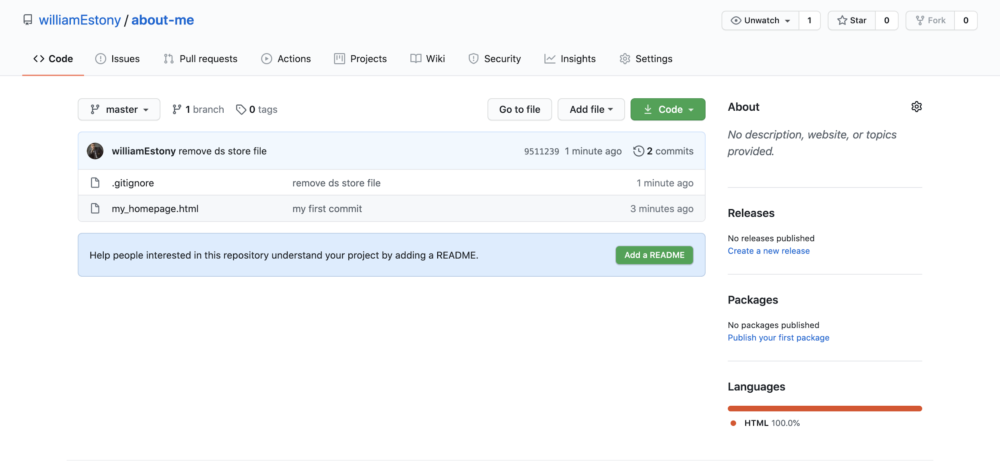 williamEstony / about-me
Unwatch 1 Star 0 Fork 0
Code Issues Pull requests Actions Projects Wiki Security Insights Settings
master 1 branch 0 tags Go to file Add file Code
williamEstony remove ds store file 9511239 1 minute ago 2 commits
.gitignore remove ds store file 1 minute ago
my_homepage.html my first commit 3 minutes ago
Help people interested in this repository understand your project by adding a README. Add a README
About
No description, website, or topics
provided.
Releases
No releases published
Create a new release
Packages
No packages published
Publish your first package
Languages
HTML 100.0%